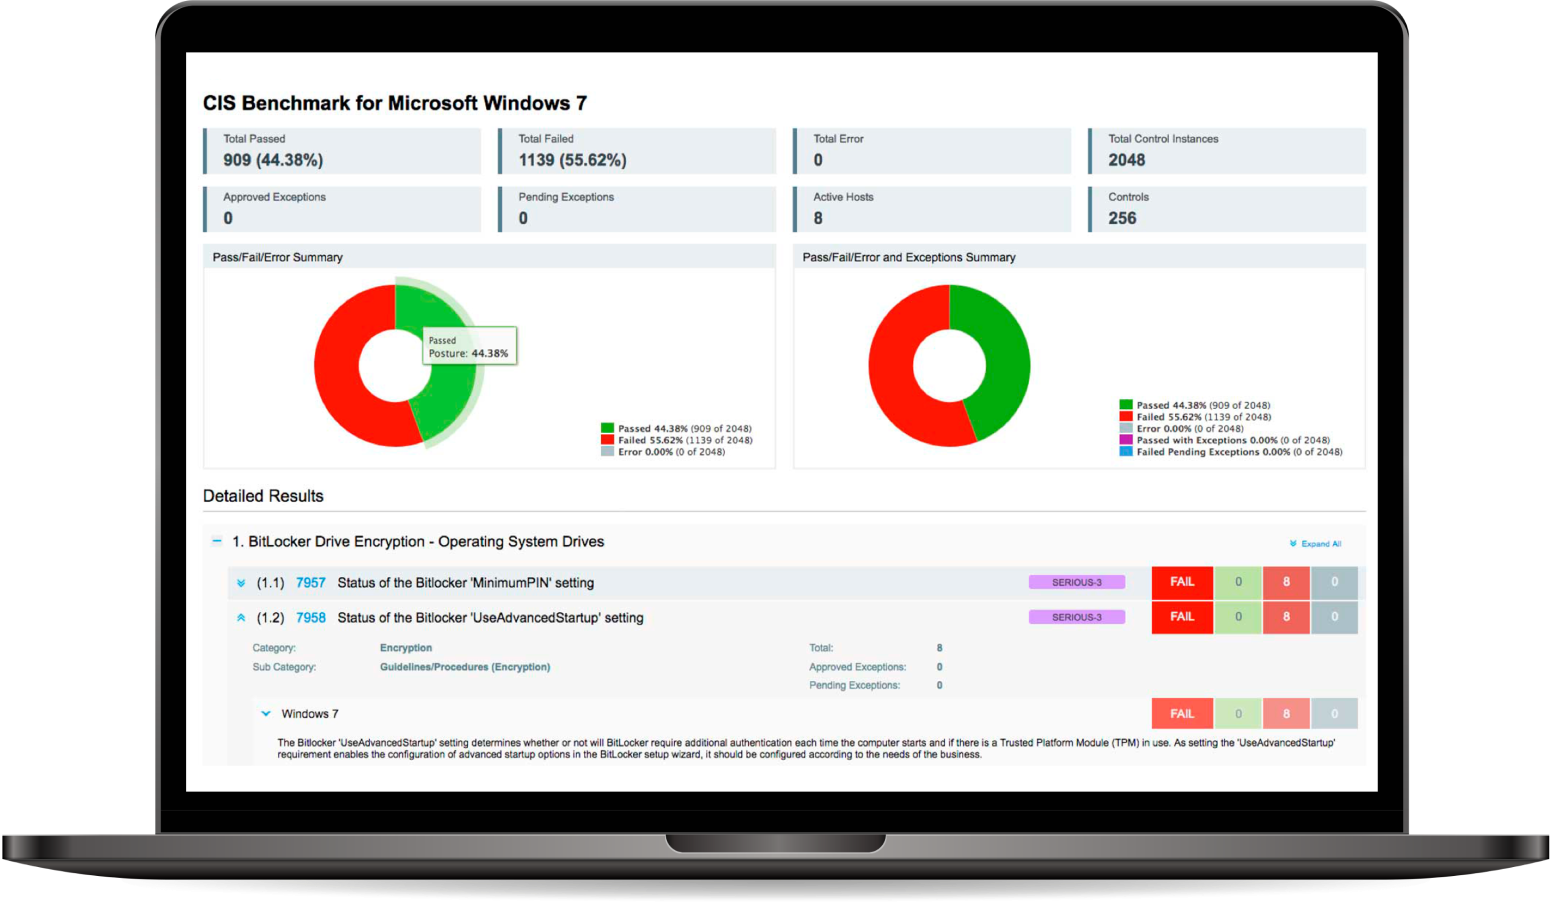 CIS Benchmark for Microsoft Windows 7
Total Passed
909 (44.38%)
Total Failed
1139 (55.62%)
Total Error
0
Total Control Instances
2048
Approved Exceptions
0
Pending Exceptions
0
Active Hosts
8
Controls
256
Pass/Fail/Error Summary
Passed
Posture: 44.38%
Passed 44.38% (909 of 2048)
Failed 55.62% (1139 of 2048)
Error 0.00% (0 of 2048)
Pass/Fail/Error and Exceptions Summary
Passed 44.38% (909 of 2048)
Failed 55.62% (1139 of 2048)
Error 0.00% (0 of 2048)
Passed with Exceptions 0.00% (0 of 2048)
Failed Pending Exceptions 0.00% (0 of 2048)
Detailed Results
1. BitLocker Drive Encryption - Operating System Drives
Expand All
(1.1) 7957 Status of the Bitlocker 'MinimumPIN' setting SERIOUS-3 FAIL 0 8 0
(1.2) 7958 Status of the Bitlocker 'UseAdvancedStartup' setting SERIOUS-3 FAIL 0 8 0
Category: Encryption Total: 8
Sub Category: Guidelines/Procedures (Encryption) Approved Exceptions: 0
Pending Exceptions: 0
Windows 7 FAIL 0 8 0
The Bitlocker 'UseAdvancedStartup' setting determines whether or not will BitLocker require additional authentication each time the computer starts and if there is a Trusted Platform Module (TPM) in use. As setting the 'UseAdvancedStartup'
requirement enables the configuration of advanced startup options in the BitLocker setup wizard, it should be configured according to the needs of the business.